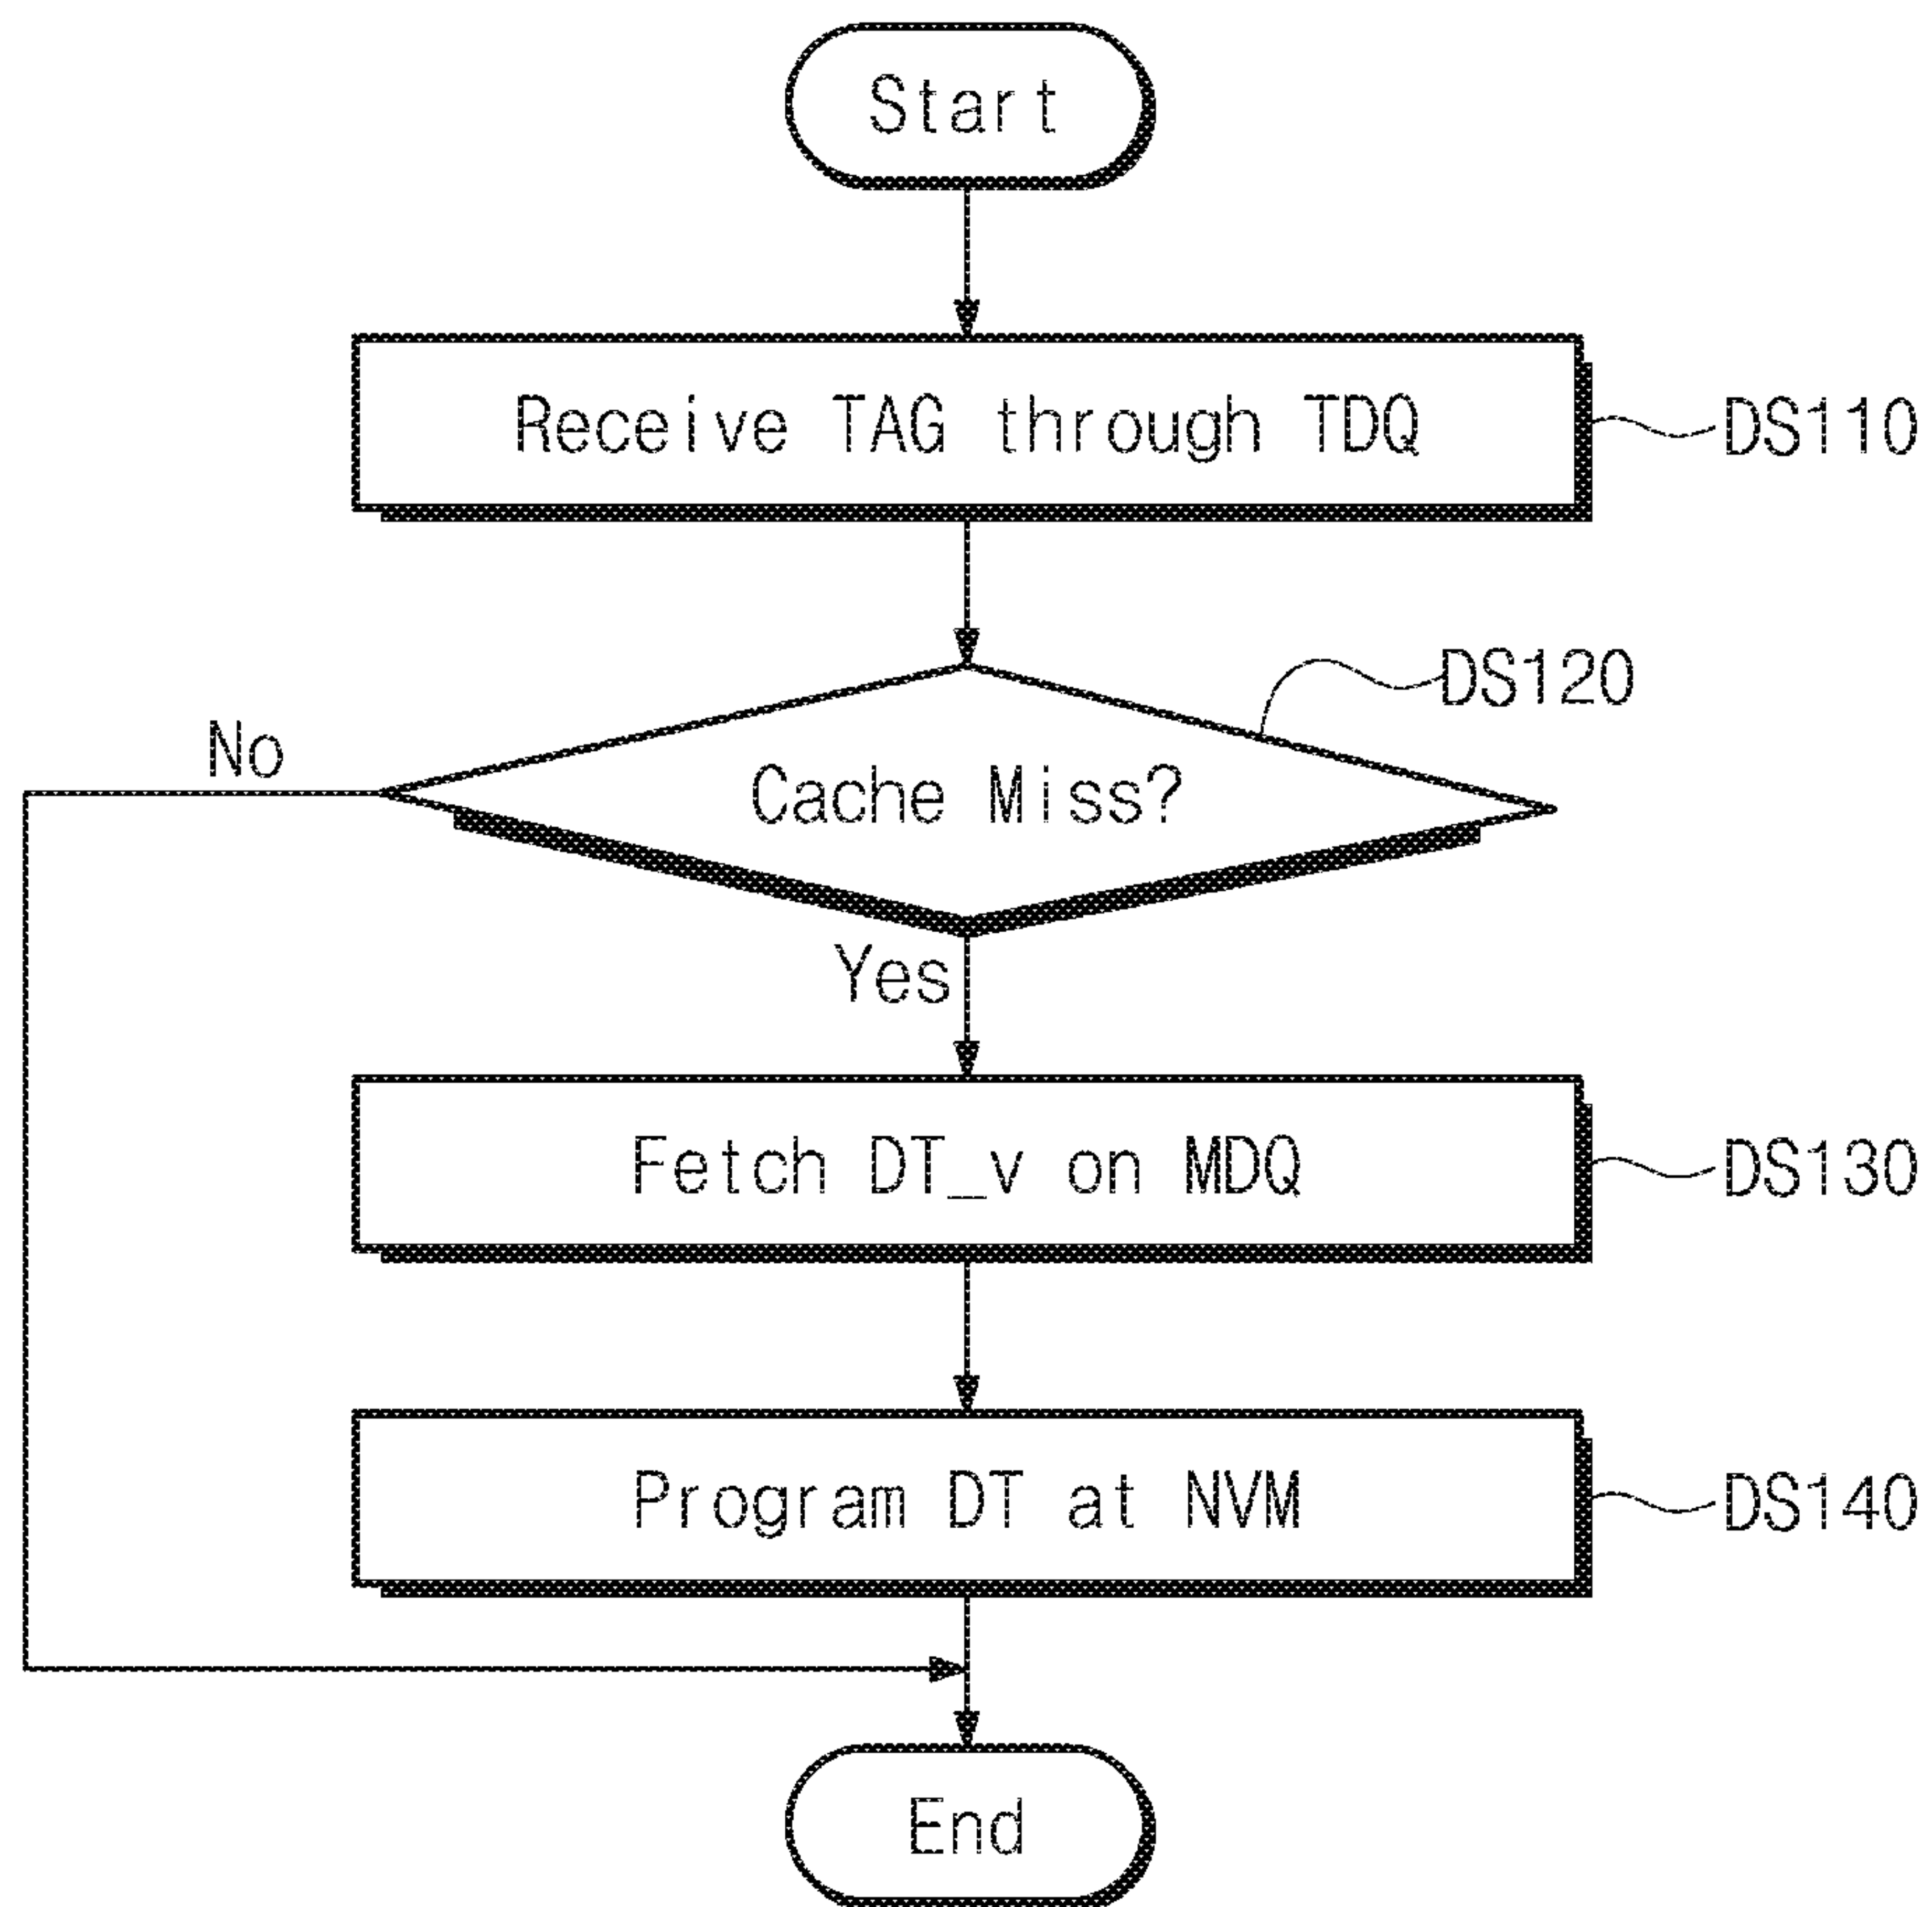 Start
Receive TAG through TDQ
DS110
DS120
No
Cache Miss?
Yes
Fetch DT_v on MDQ
DS130
Program DT at NVM
DS140
End